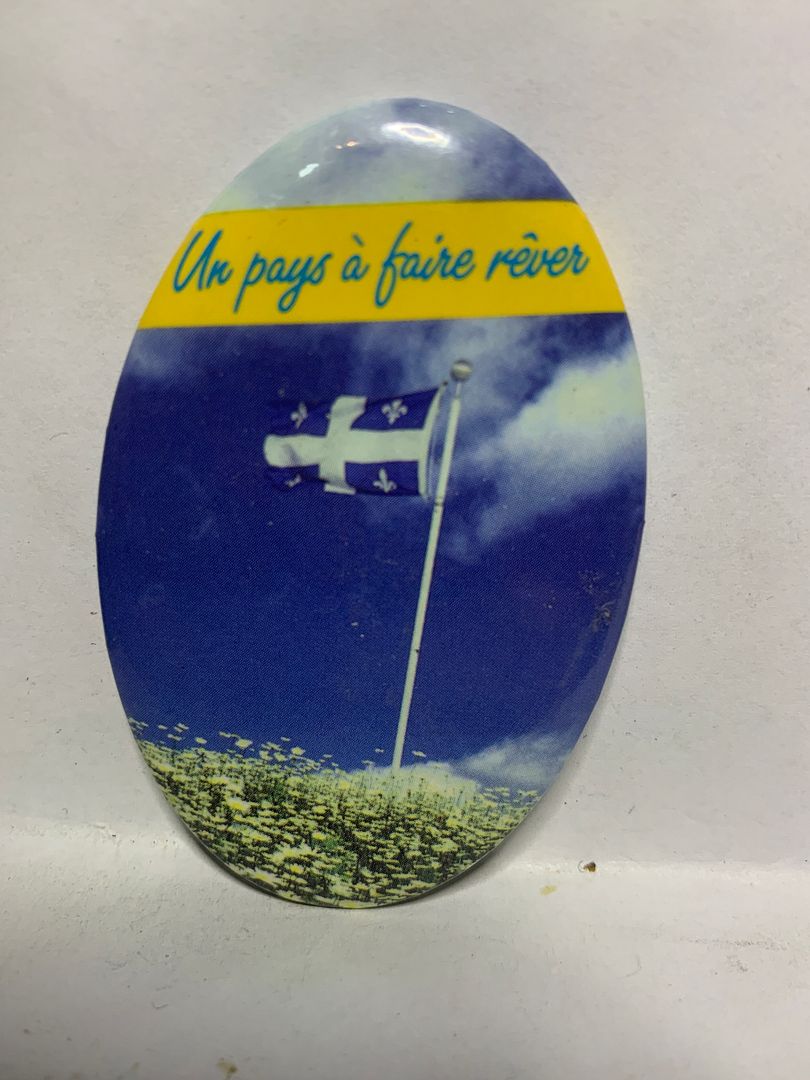 Un pays à faire rêver